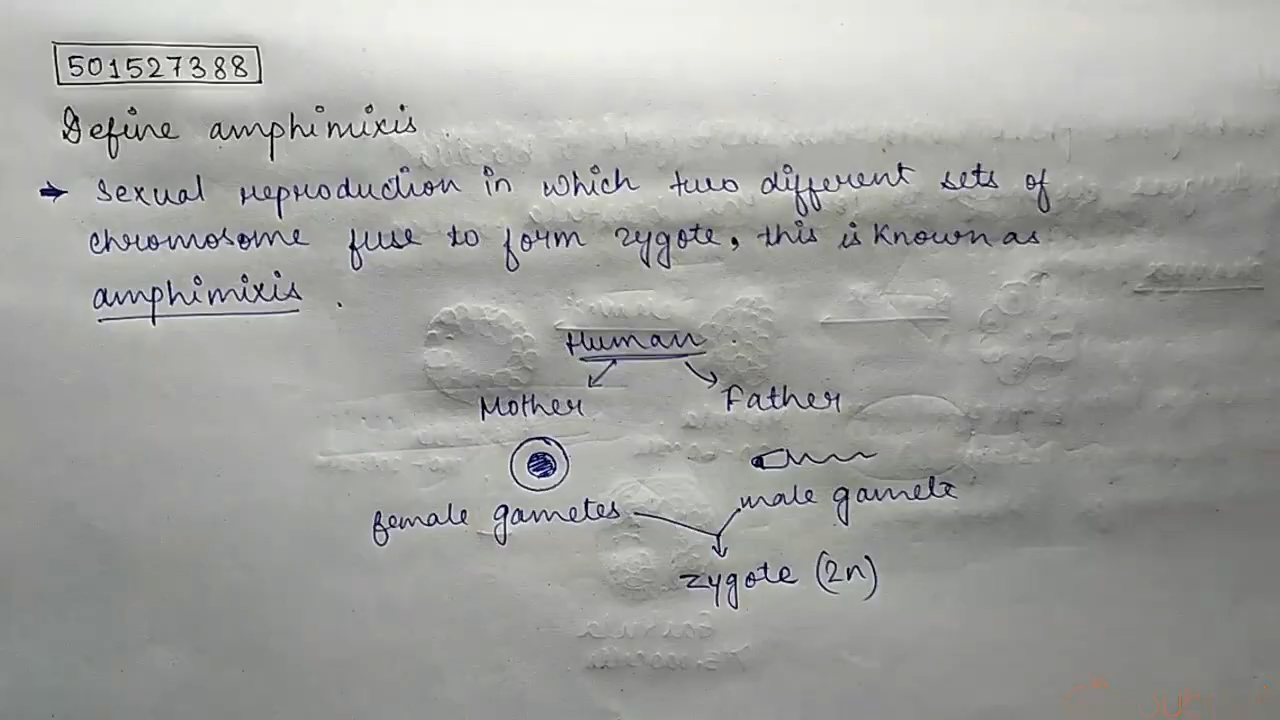 501527388
Define amphimixis
→ Sexual reproduction in which two different sets of
chromosome fuse to form zygote, this is known as
amphimixis.
Human
Mother Father
female gametes male gamete
zygote (2n)